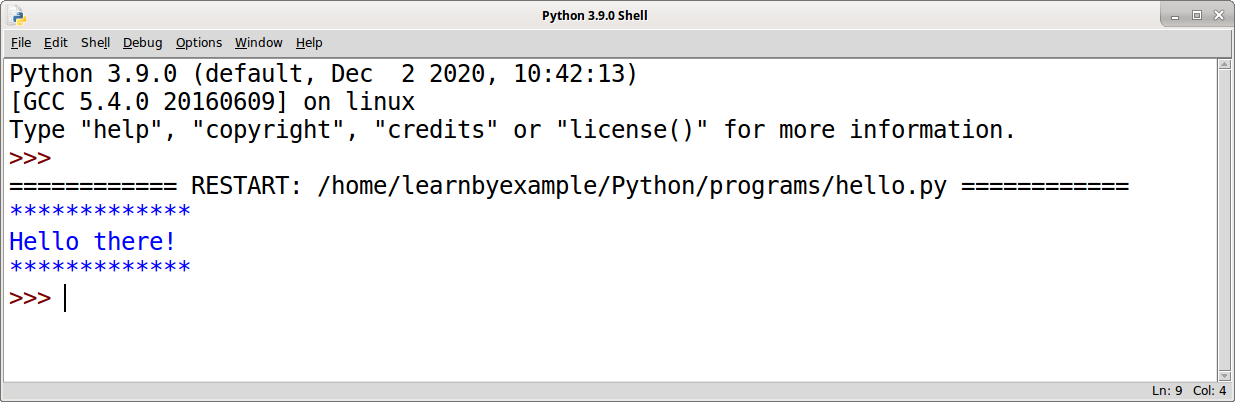 Python 3.9.0 Shell
File Edit Shell Debug Options Window Help
Python 3.9.0 (default, Dec  2 2020, 10:42:13)
[GCC 5.4.0 20160609] on linux
Type "help", "copyright", "credits" or "license()" for more information.
>>>
============ RESTART: /home/learnbyexample/Python/programs/hello.py ============
*************
Hello there!
*************
>>>
Ln: 9 Col: 4